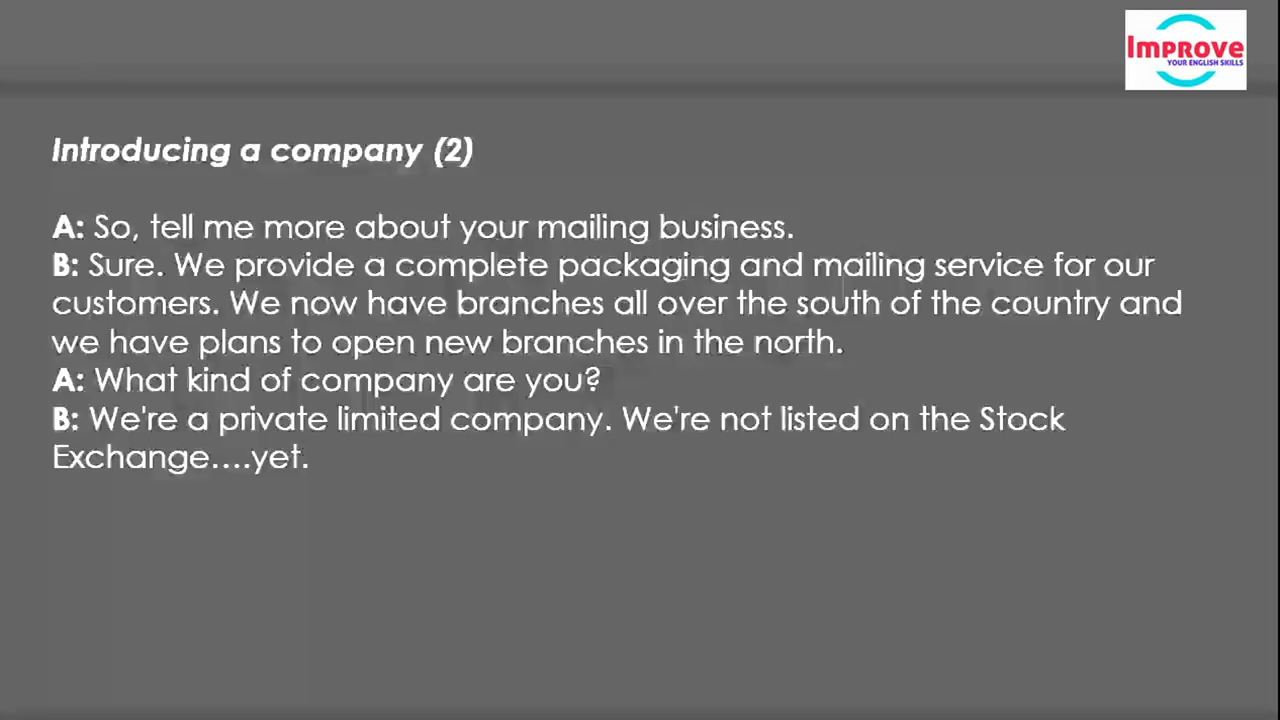 Improve
YOUR ENGLISH SKILLS
Introducing a company (2)
A: So, tell me more about your mailing business.
B: Sure. We provide a complete packaging and mailing service for our
customers. We now have branches all over the south of the country and
we have plans to open new branches in the north.
A: What kind of company are you?
B: We're a private limited company. We're not listed on the Stock
Exchange....yet.